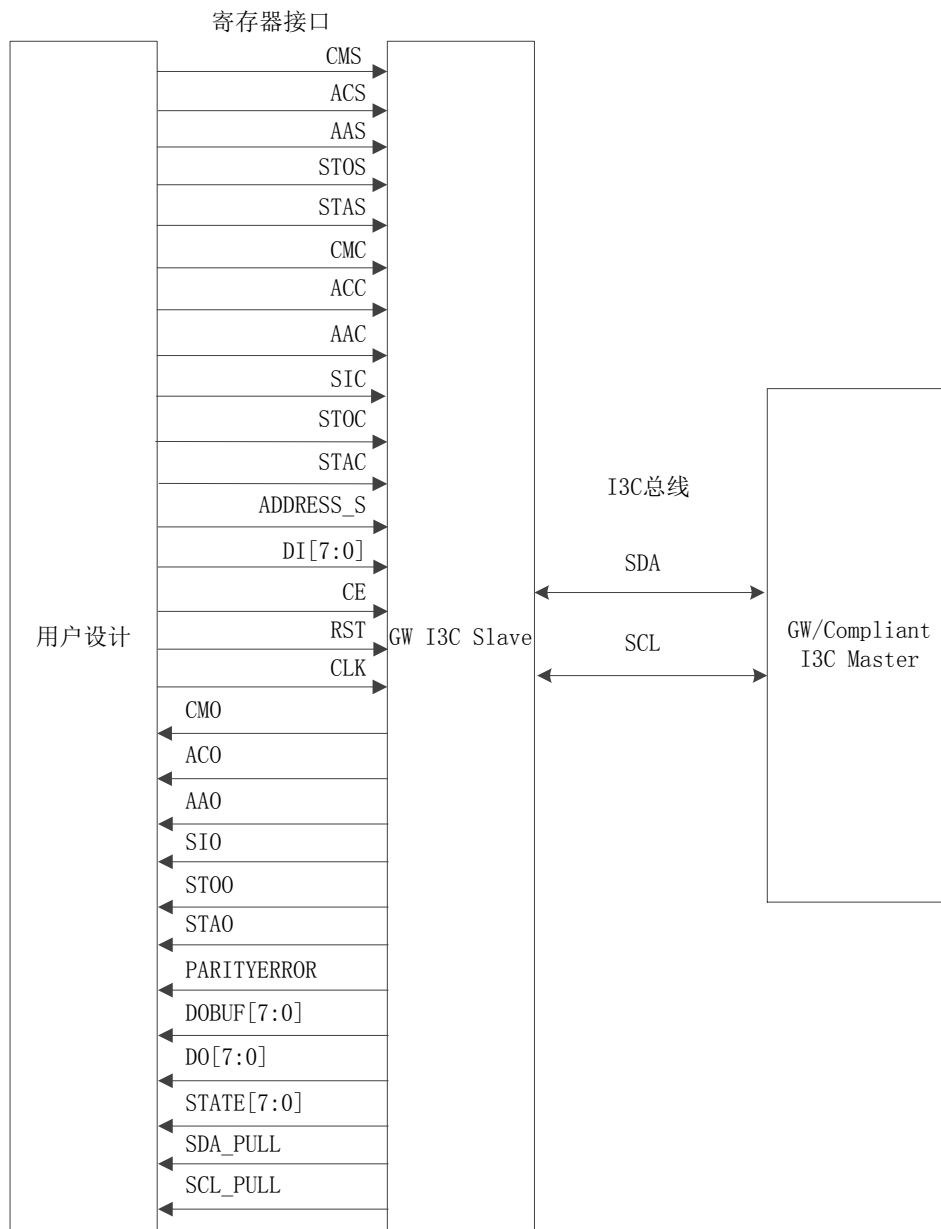 寄存器接口
CMS
ACS
AAS
STOS
STAS
CMC
ACC
AAC
SIC
STOC
STAC
I3C总线
ADDRESS_S
DI[7:0]
SDA
CE
用户设计
RST
GW I3C Slave
SCL
GW/Compliant
I3C Master
CLK
CMO
ACO
AAO
SIO
STOO
STAO
PARITYERROR
DOBUF[7:0]
DO[7:0]
STATE[7:0]
SDA_PULL
SCL_PULL